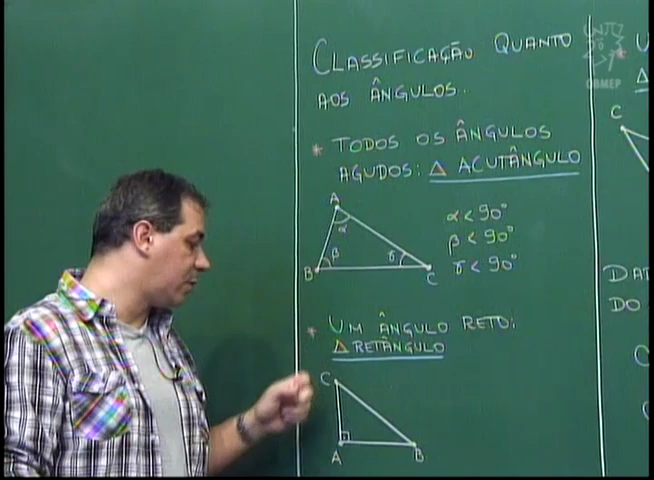 CLASSIFICAÇÃO QUANTO
AOS ÂNGULOS.
* TODOS OS ÂNGULOS
AGUDOS: △ ACUTÂNGULO
A
α
β
γ
B
C
α < 90°
β < 90°
γ < 90°
* UM ÂNGULO RETO:
△ RETÂNGULO
C
A
B
OBMEP
* U
△
C
DA
DO